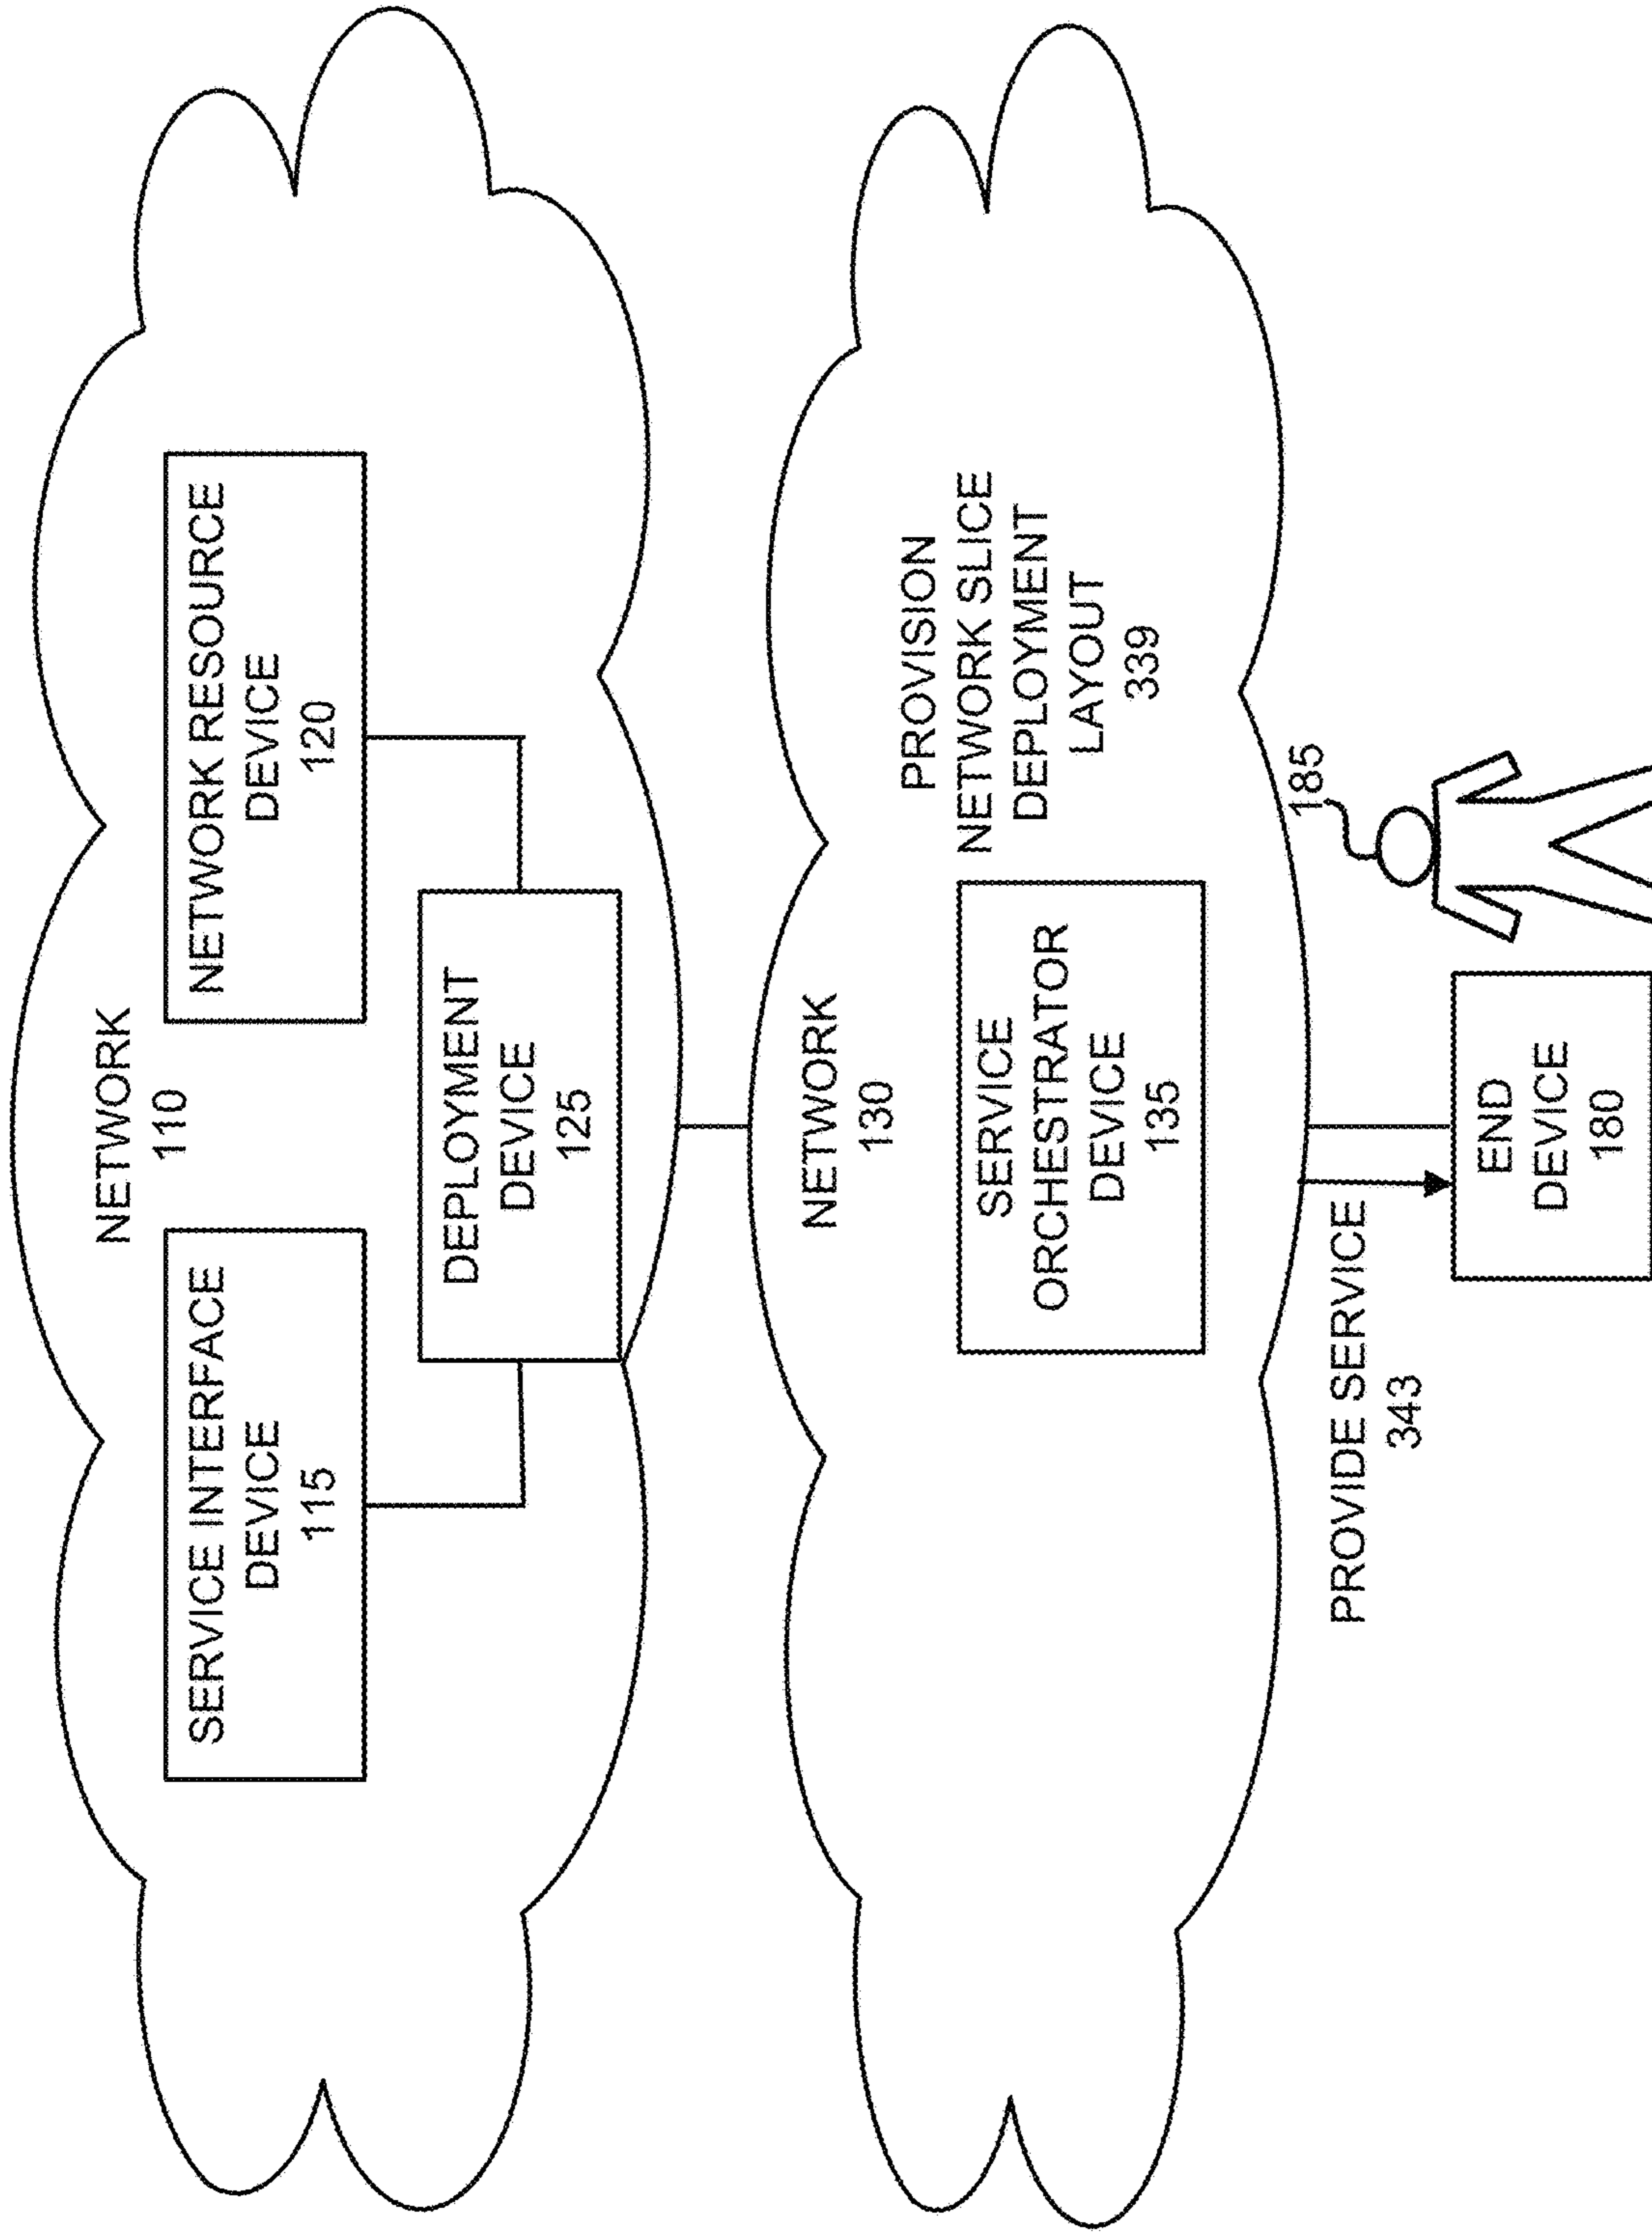 NETWORK
110
SERVICE INTERFACE
DEVICE
115
NETWORK RESOURCE
DEVICE
120
DEPLOYMENT
DEVICE
125
NETWORK
130
SERVICE
ORCHESTRATOR
DEVICE
135
PROVISION
NETWORK SLICE
DEPLOYMENT
LAYOUT
339
PROVIDE SERVICE
343
END
DEVICE
180
185